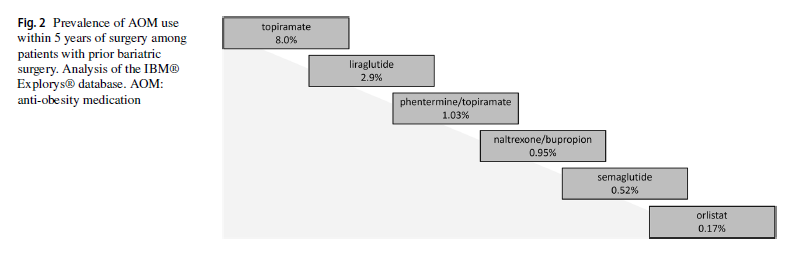 Fig. 2 Prevalence of AOM use
within 5 years of surgery among
patients with prior bariatric
surgery. Analysis of the IBM®
Explorys® database. AOM:
anti-obesity medication
topiramate
8.0%
liraglutide
2.9%
phentermine/topiramate
1.03%
naltrexone/bupropion
0.95%
semaglutide
0.52%
orlistat
0.17%